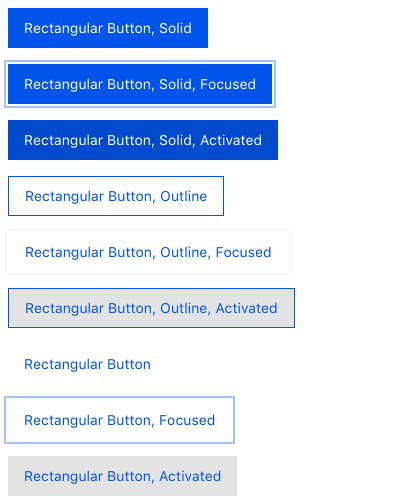 Rectangular Button, Solid
Rectangular Button, Solid, Focused
Rectangular Button, Solid, Activated
Rectangular Button, Outline
Rectangular Button, Outline, Focused
Rectangular Button, Outline, Activated
Rectangular Button
Rectangular Button, Focused
Rectangular Button, Activated